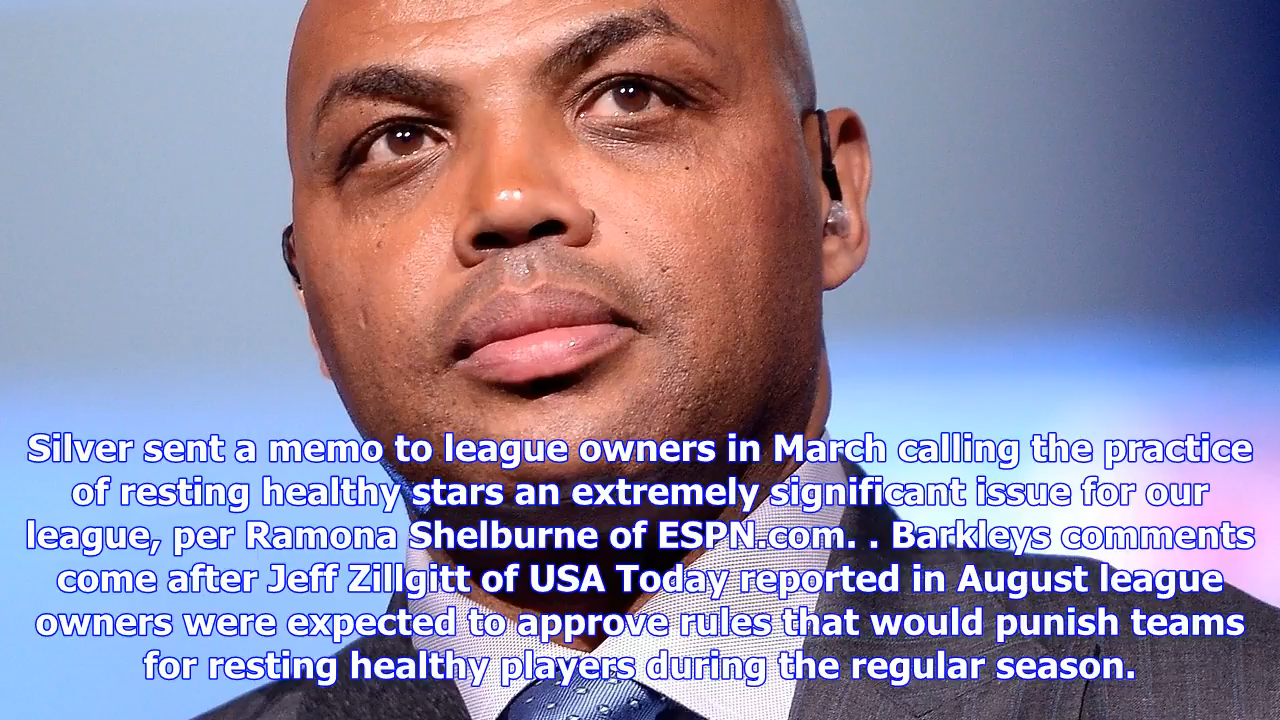 Silver sent a memo to league owners in March calling the practice
of resting healthy stars an extremely significant issue for our
league, per Ramona Shelburne of ESPN.com. . Barkleys comments
come after Jeff Zillgitt of USA Today reported in August league
owners were expected to approve rules that would punish teams
for resting healthy players during the regular season.